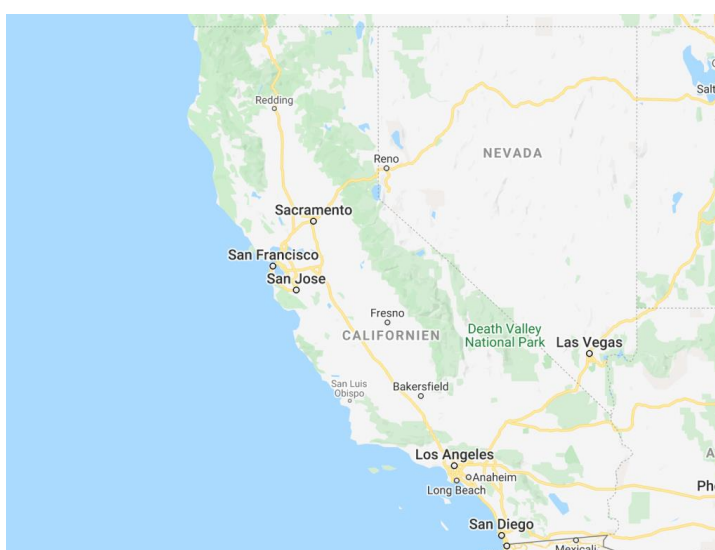 Redding
Salt
Reno
NEVADA
Sacramento
San Francisco
San Jose
Fresno
CALIFORNIEN
Death Valley
National Park
Las Vegas
San Luis
Obispo
Bakersfield
Los Angeles
Anaheim
Long Beach
A
Ph
San Diego
Mexicali